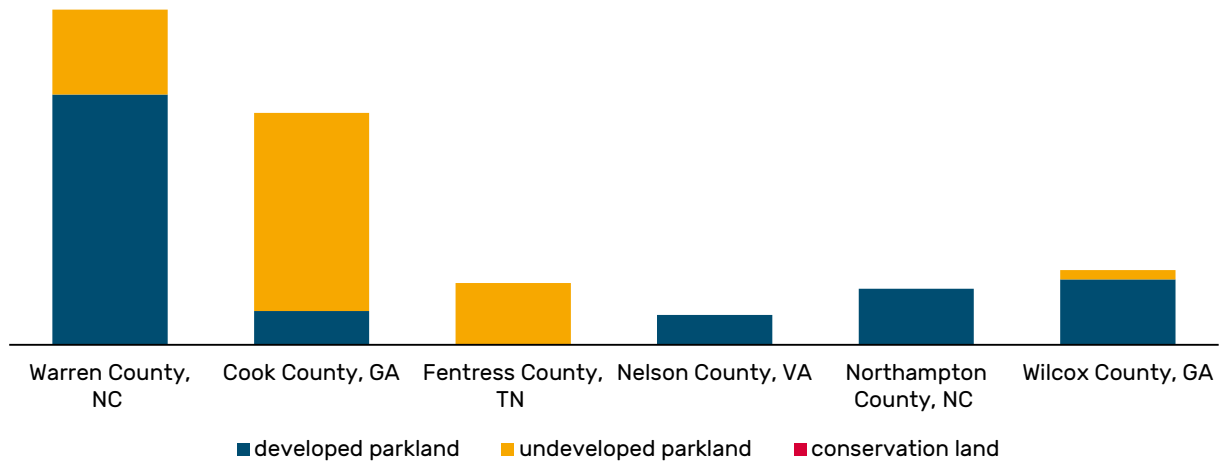 Warren County,
NC
Cook County, GA
Fentress County,
TN
Nelson County, VA
Northampton
County, NC
Wilcox County, GA
developed parkland
undeveloped parkland
conservation land